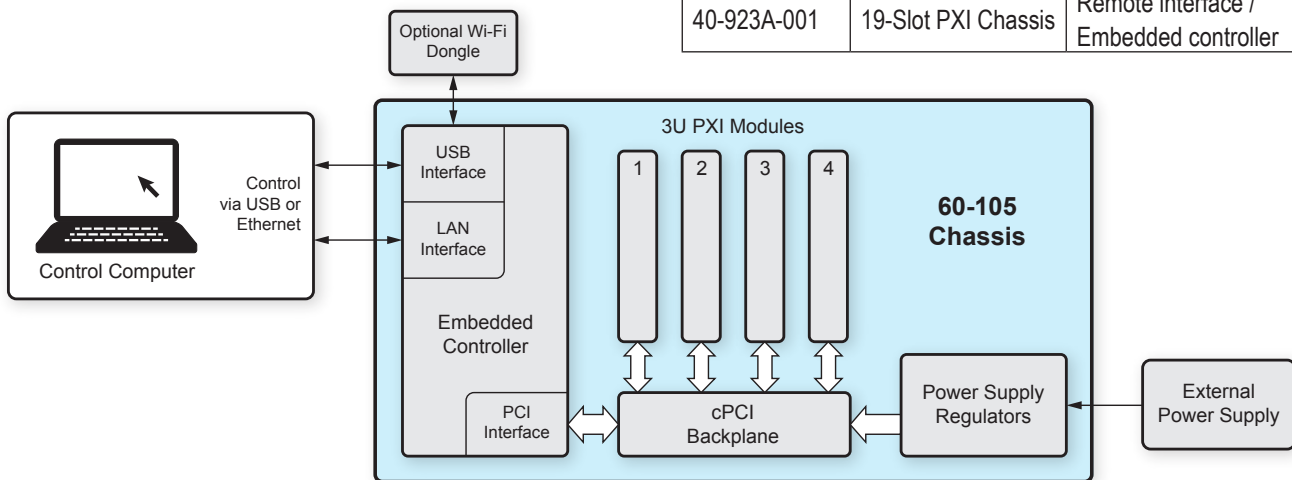 Remote Interface /
40-923A-001 19-Slot PXI Chassis
Embedded controller
Optional Wi-Fi
Dongle
3U PXI Modules
USB
Interface
1 2 3 4
Control
via USB or
Ethernet
60-105
Chassis
LAN
Interface
Control Computer
Embedded
Controller
Power Supply
Regulators
External
Power Supply
PCI
Interface
cPCI
Backplane